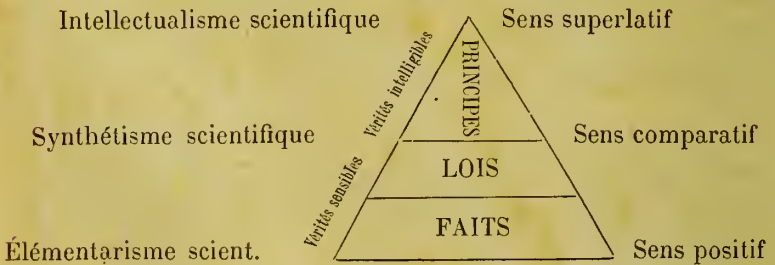 Intellectualisme scientifique
Sens superlatif
Vérités intelligibles
PRINCIPES
Synthétisme scientifique
Sens comparatif
Vérités sensibles
LOIS
FAITS
Élémentarisme scient.
Sens positif